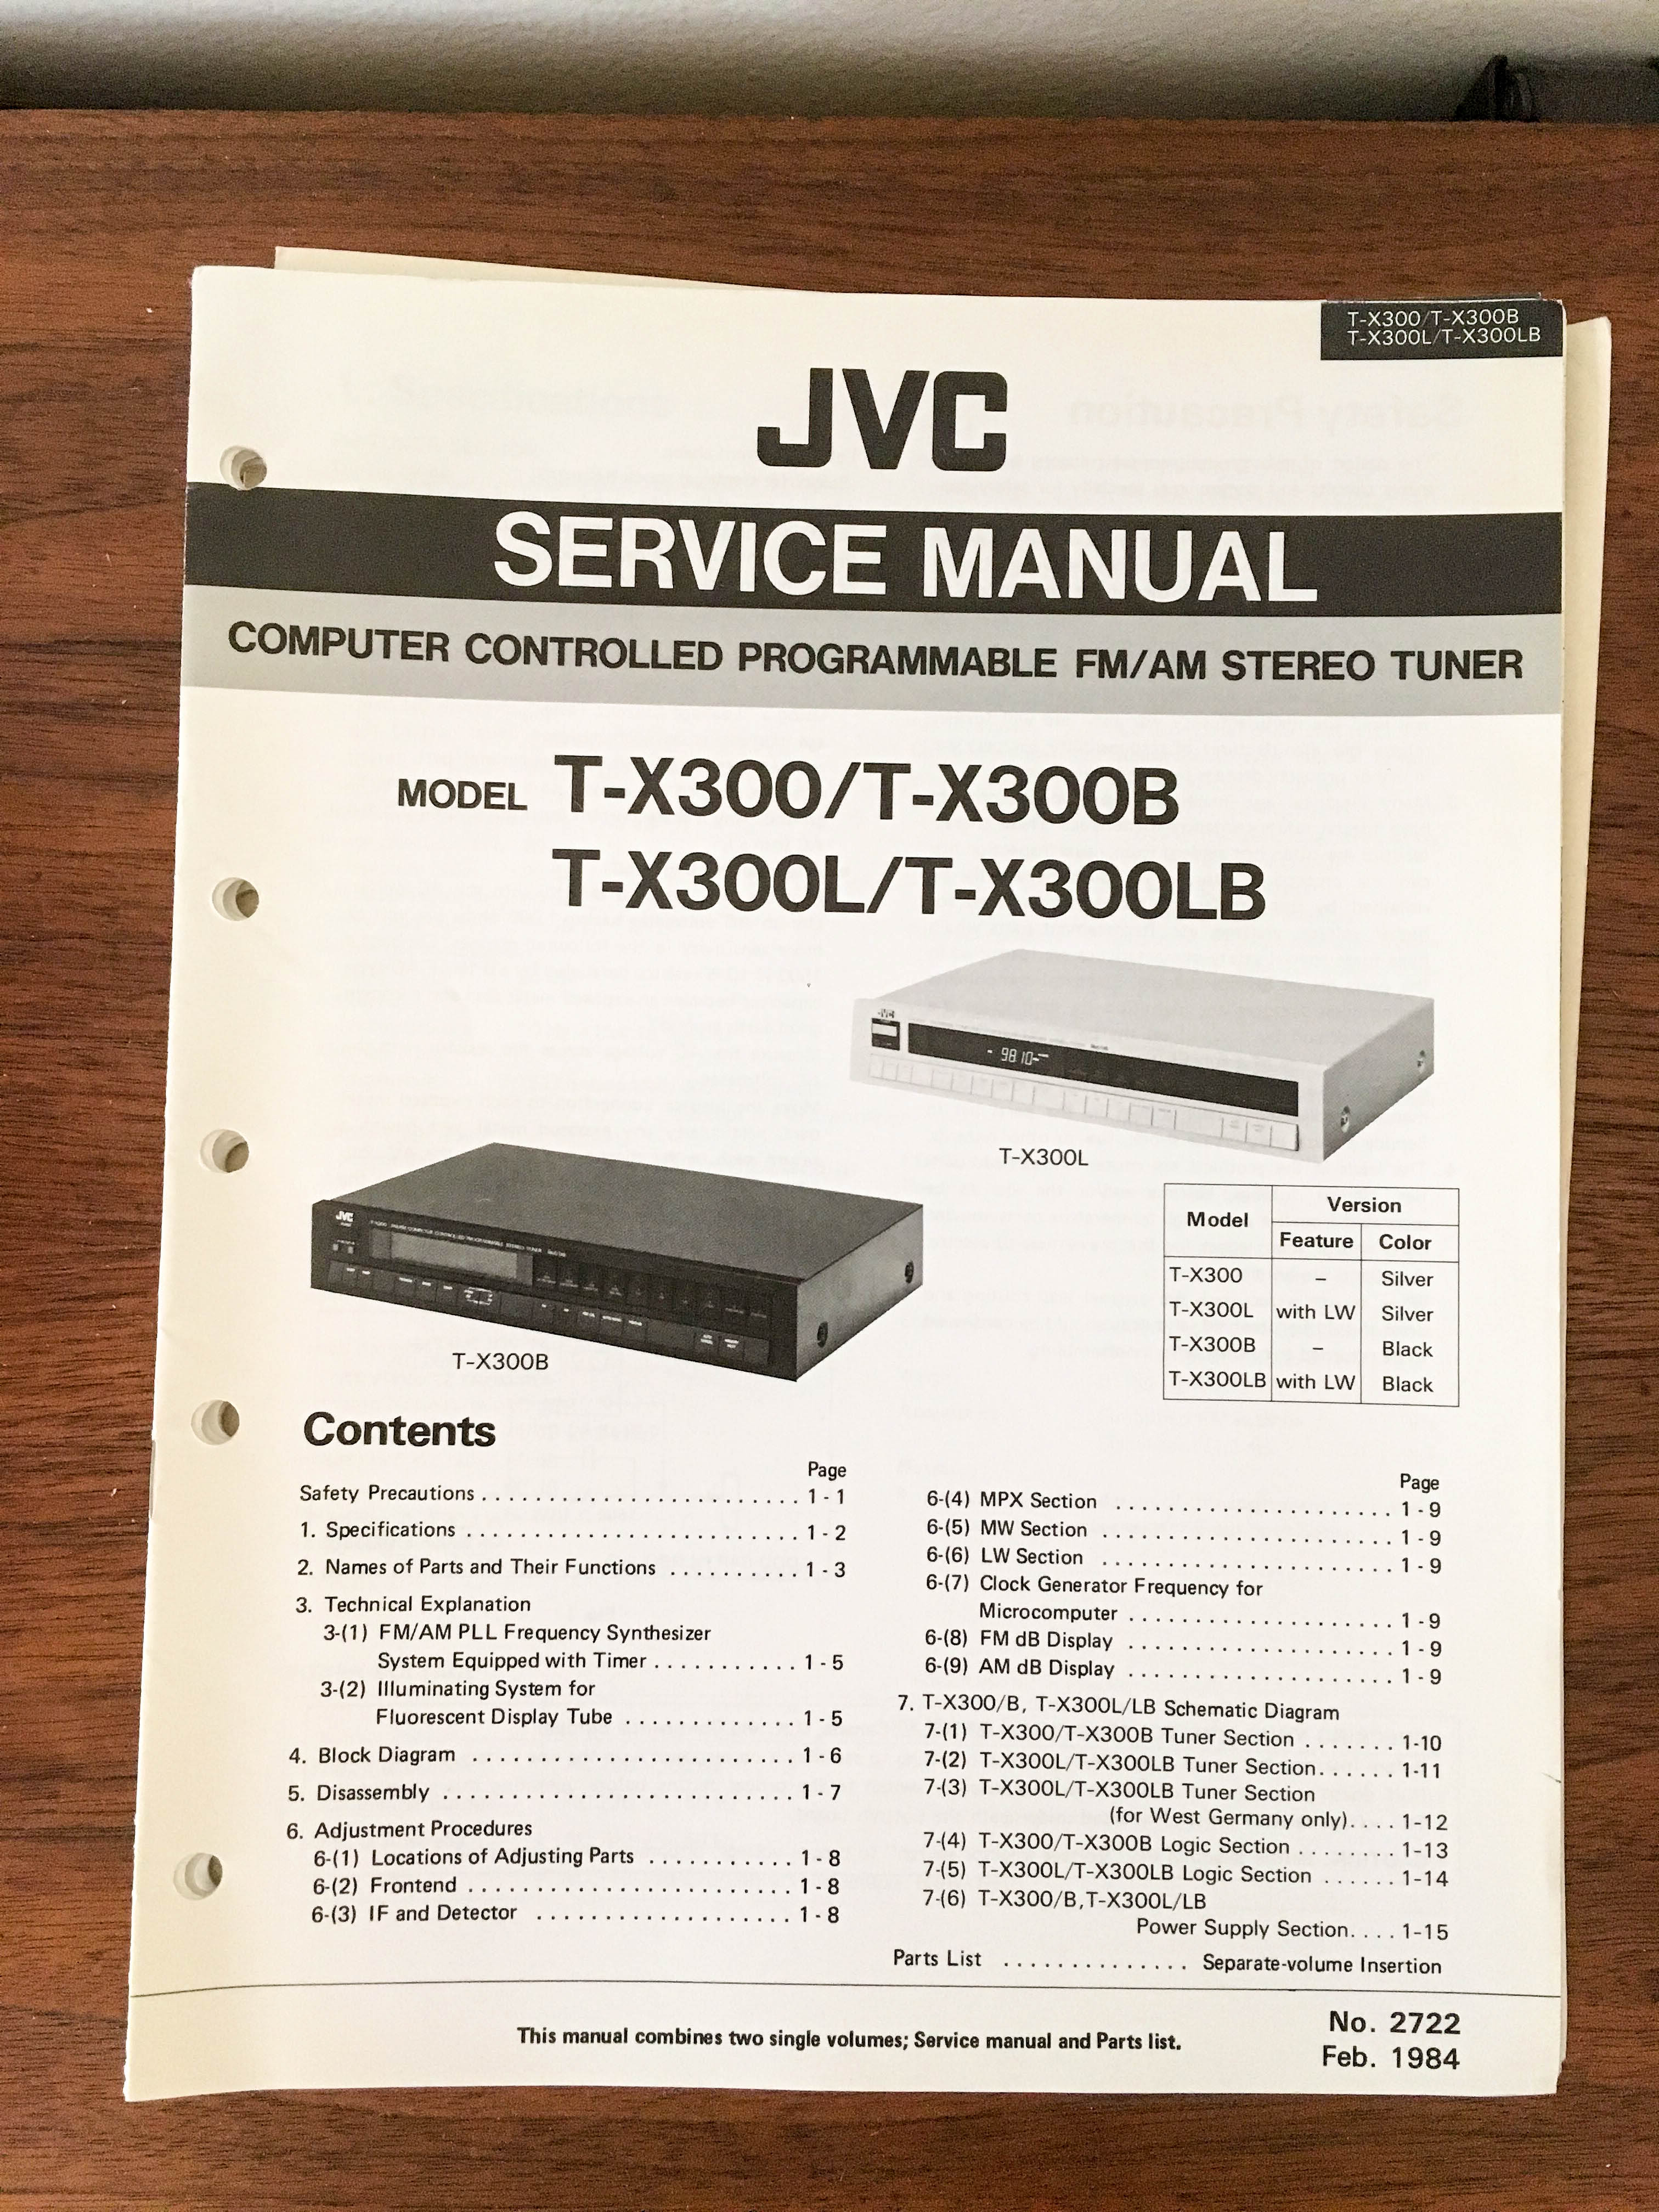 T-X300/T-X300B
T-X300L/T-X300LB
JVC
SERVICE MANUAL
COMPUTER CONTROLLED PROGRAMMABLE FM/AM STEREO TUNER
MODEL T-X300/T-X300B
T-X300L/T-X300LB
JVC
98.10
T-X300L
JVC
T-X300B
Model Version
Feature Color
T-X300 – Silver
T-X300L with LW Silver
T-X300B – Black
T-X300LB with LW Black
Contents
Page
Safety Precautions . . . . . . . . . . . . . . . . . . . . . . . . 1 - 1
1. Specifications . . . . . . . . . . . . . . . . . . . . . . . . . 1 - 2
2. Names of Parts and Their Functions . . . . . . . . . . 1 - 3
3. Technical Explanation
3-(1) FM/AM PLL Frequency Synthesizer
System Equipped with Timer . . . . . . . . . . . 1 - 5
3-(2) Illuminating System for
Fluorescent Display Tube . . . . . . . . . . . . . 1 - 5
4. Block Diagram . . . . . . . . . . . . . . . . . . . . . . . . 1 - 6
5. Disassembly . . . . . . . . . . . . . . . . . . . . . . . . . . 1 - 7
6. Adjustment Procedures
6-(1) Locations of Adjusting Parts . . . . . . . . . . . 1 - 8
6-(2) Frontend . . . . . . . . . . . . . . . . . . . . . . . . 1 - 8
6-(3) IF and Detector . . . . . . . . . . . . . . . . . . . 1 - 8
Page
6-(4) MPX Section . . . . . . . . . . . . . . . . . . . . . 1 - 9
6-(5) MW Section . . . . . . . . . . . . . . . . . . . . . . 1 - 9
6-(6) LW Section . . . . . . . . . . . . . . . . . . . . . . 1 - 9
6-(7) Clock Generator Frequency for
Microcomputer . . . . . . . . . . . . . . . . . . . . 1 - 9
6-(8) FM dB Display . . . . . . . . . . . . . . . . . . . . 1 - 9
6-(9) AM dB Display . . . . . . . . . . . . . . . . . . . . 1 - 9
7. T-X300/B, T-X300L/LB Schematic Diagram
7-(1) T-X300/T-X300B Tuner Section . . . . . . . 1-10
7-(2) T-X300L/T-X300LB Tuner Section. . . . . . 1-11
7-(3) T-X300L/T-X300LB Tuner Section
(for West Germany only). . . . 1-12
7-(4) T-X300/T-X300B Logic Section . . . . . . . . 1-13
7-(5) T-X300L/T-X300LB Logic Section . . . . . . 1-14
7-(6) T-X300/B,T-X300L/LB
Power Supply Section. . . . 1-15
Parts List . . . . . . . . . . . . . . Separate-volume Insertion
This manual combines two single volumes; Service manual and Parts list.
No. 2722
Feb. 1984